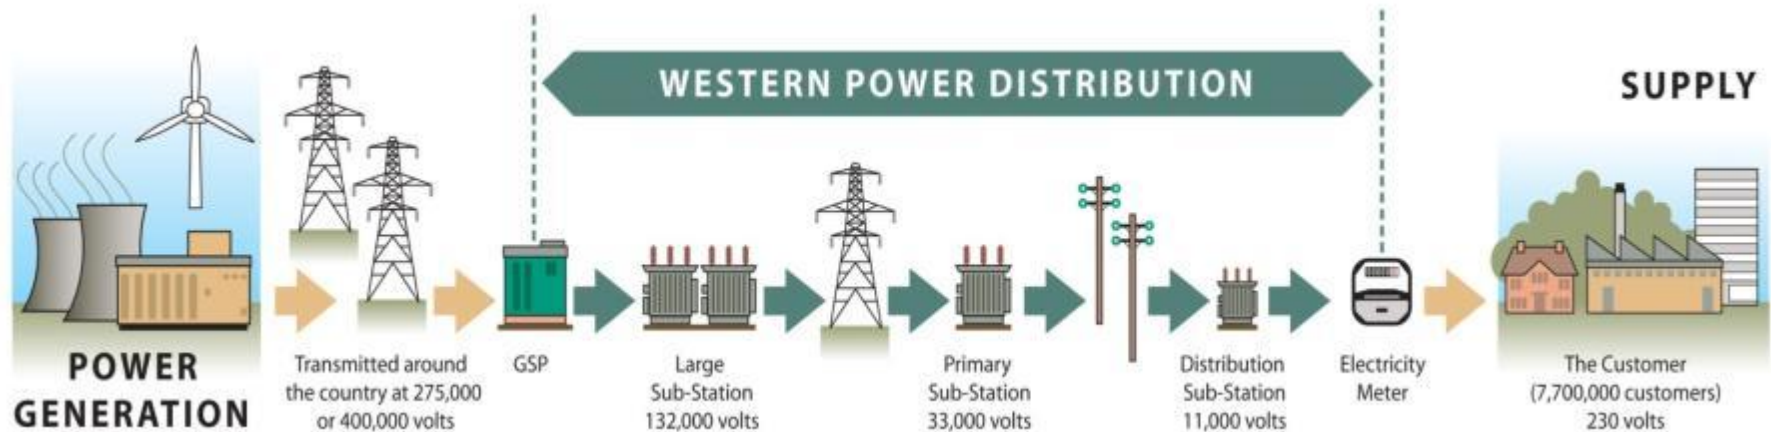 WESTERN POWER DISTRIBUTION
SUPPLY
POWER
GENERATION
Transmitted around
the country at 275,000
or 400,000 volts
GSP
Large
Sub-Station
132,000 volts
Primary
Sub-Station
33,000 volts
Distribution
Sub-Station
11,000 volts
Electricity
Meter
The Customer
(7,700,000 customers)
230 volts